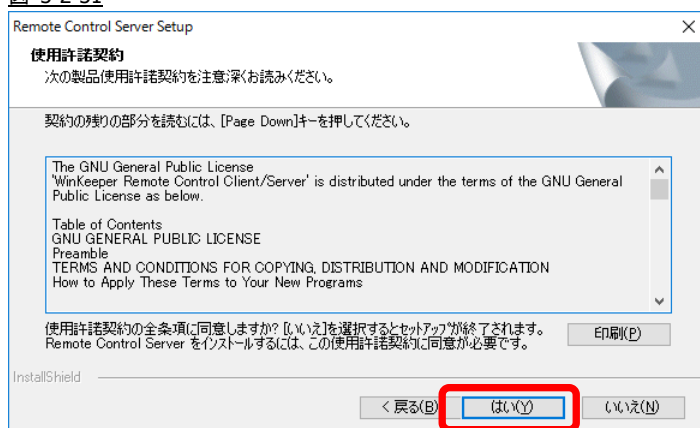 Remote Control Server Setup
使用許諾契約
次の製品使用許諾契約を注意深くお読みください。
契約の残りの部分を読むには、[Page Down]キーを押してください。
The GNU General Public License
'WinKeeper Remote Control Client/Server' is distributed under the terms of the GNU General
Public License as below.
Table of Contents
GNU GENERAL PUBLIC LICENSE
Preamble
TERMS AND CONDITIONS FOR COPYING, DISTRIBUTION AND MODIFICATION
How to Apply These Terms to Your New Programs
使用許諾契約の全条項に同意しますか? [いいえ]を選択するとセットアップが終了されます。
Remote Control Server をインストールするには、この使用許諾契約に同意が必要です。
印刷(P)
InstallShield
< 戻る(B)
はい(Y)
いいえ(N)